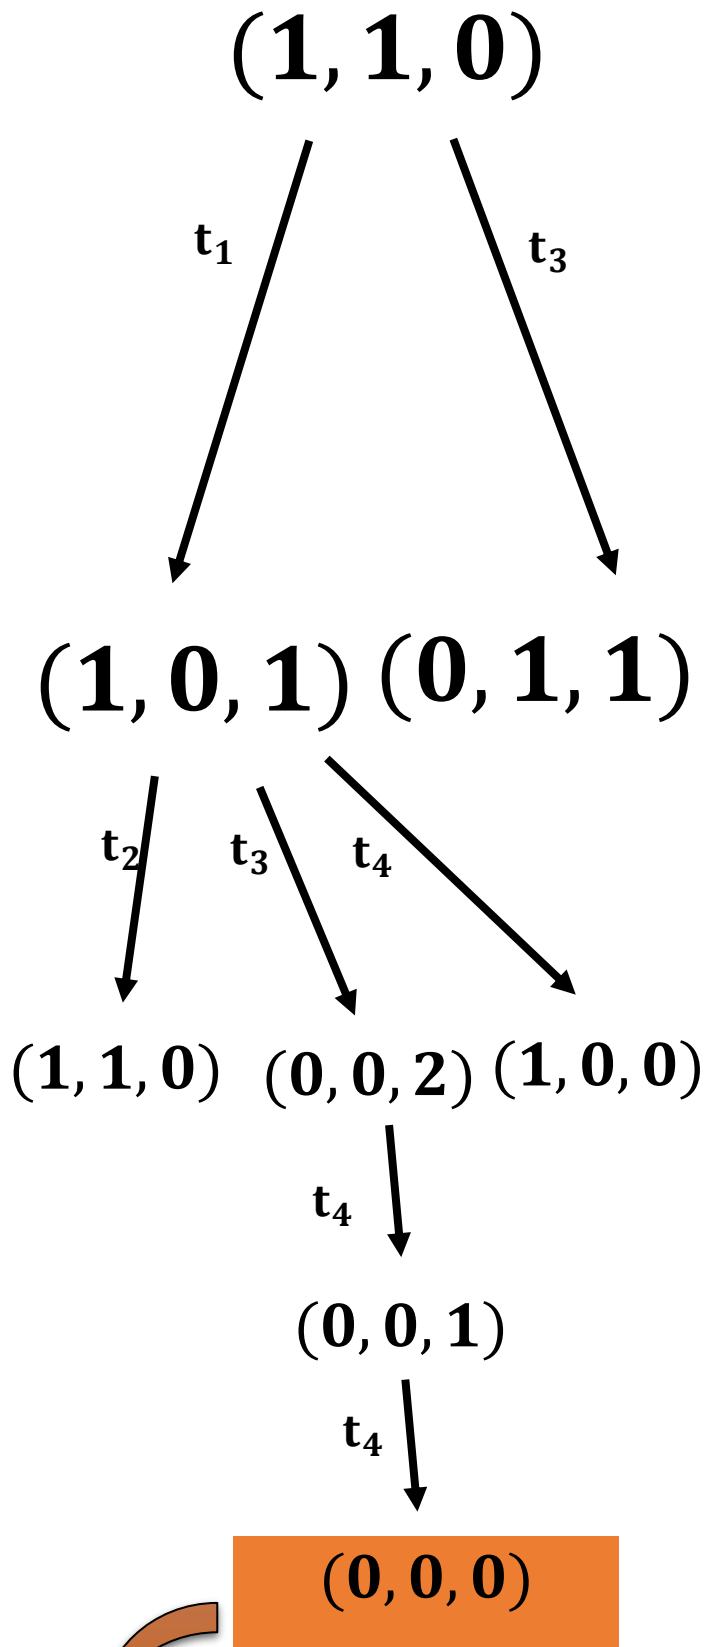 (1, 1, 0)
t₁ t₃
(1, 0, 1) (0, 1, 1)
t₂ t₃ t₄
(1, 1, 0) (0, 0, 2) (1, 0, 0)
t₄
(0, 0, 1)
t₄
(0, 0, 0)